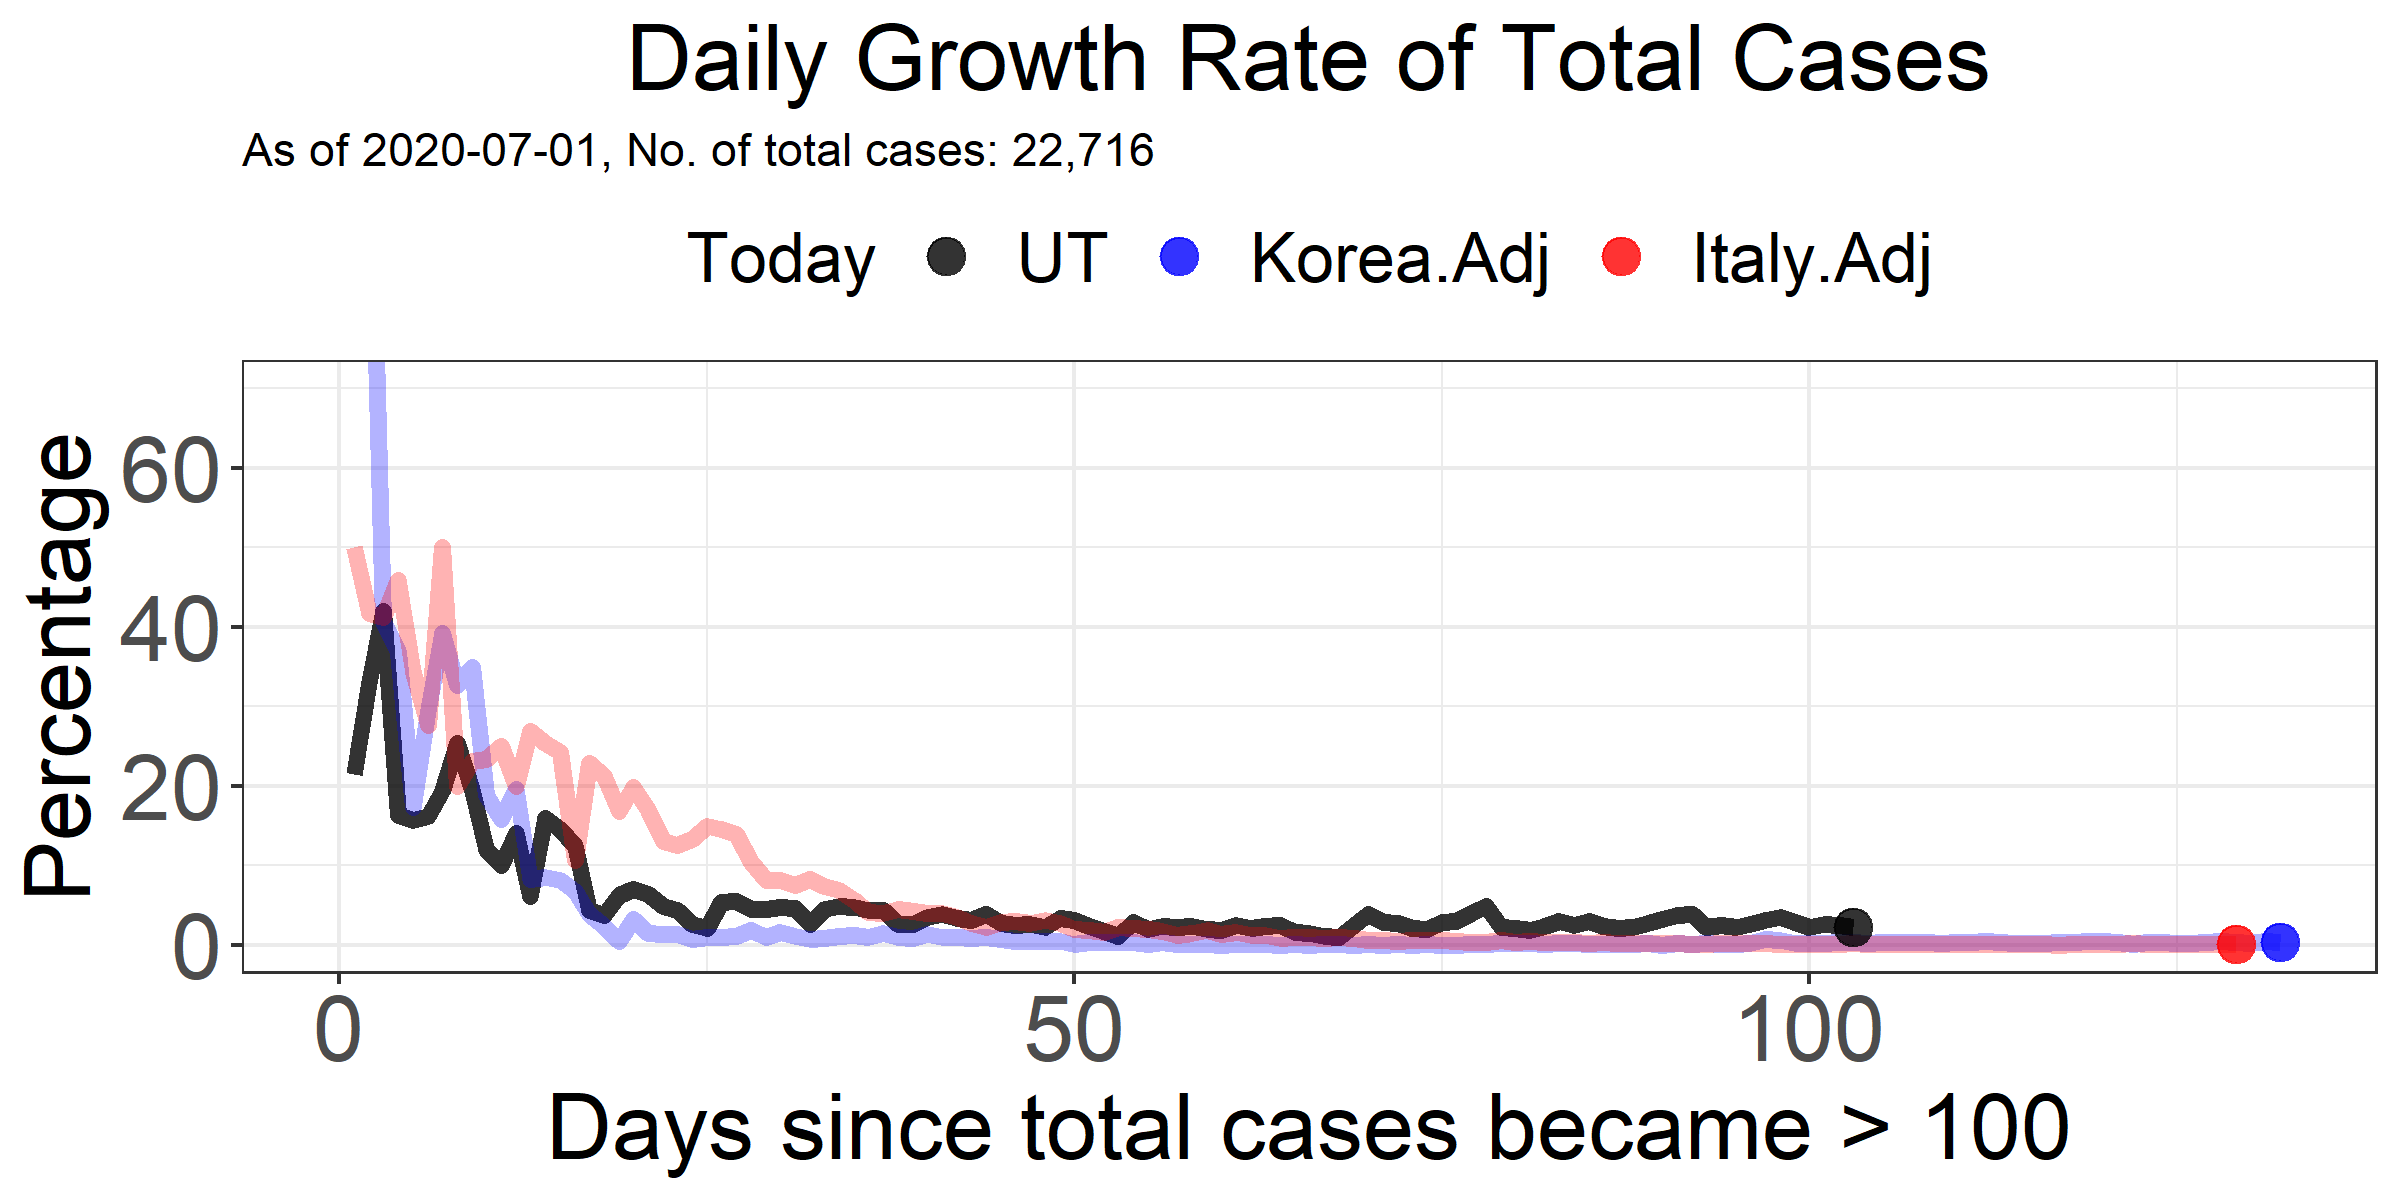 Daily Growth Rate of Total Cases
As of 2020-07-01, No. of total cases: 22,716
Today UT Korea.Adj Italy.Adj
Percentage
60
40
20
0
0 50 100
Days since total cases became > 100